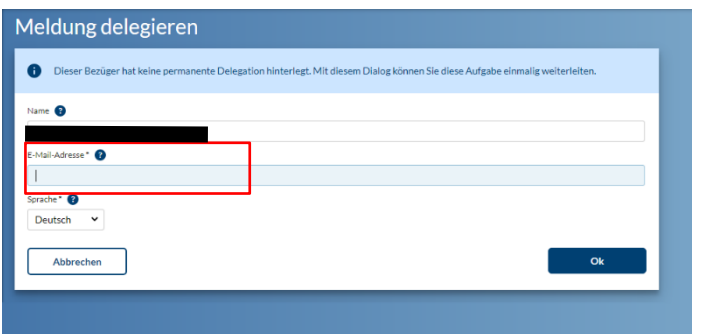 Meldung delegieren
Dieser Bezüger hat keine permanente Delegation hinterlegt. Mit diesem Dialog können Sie diese Aufgabe einmalig weiterleiten.
Name ?
E-Mail-Adresse* ?
Sprache* ?
Deutsch
Abbrechen Ok